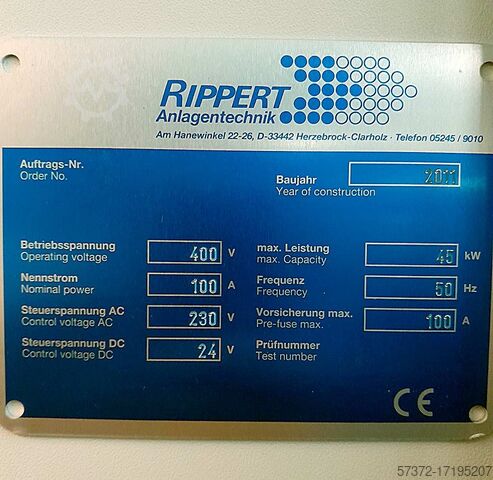 RIPPERT
Anlagentechnik
Am Hanewinkel 22-26, D-33442 Herzebrock-Clarholz · Telefon 05245 / 9010
Auftrags-Nr.
Order No.
Baujahr 2011
Year of construction
Betriebsspannung 400 V
Operating voltage
Nennstrom 100 A
Nominal power
Steuerspannung AC 230 V
Control voltage AC
Steuerspannung DC 24 V
Control voltage DC
max. Leistung 45 kW
max. Capacity
Frequenz 50 Hz
Frequency
Vorsicherung max. 100 A
Pre-fuse max.
Prüfnummer
Test number
CE
57372-17195207